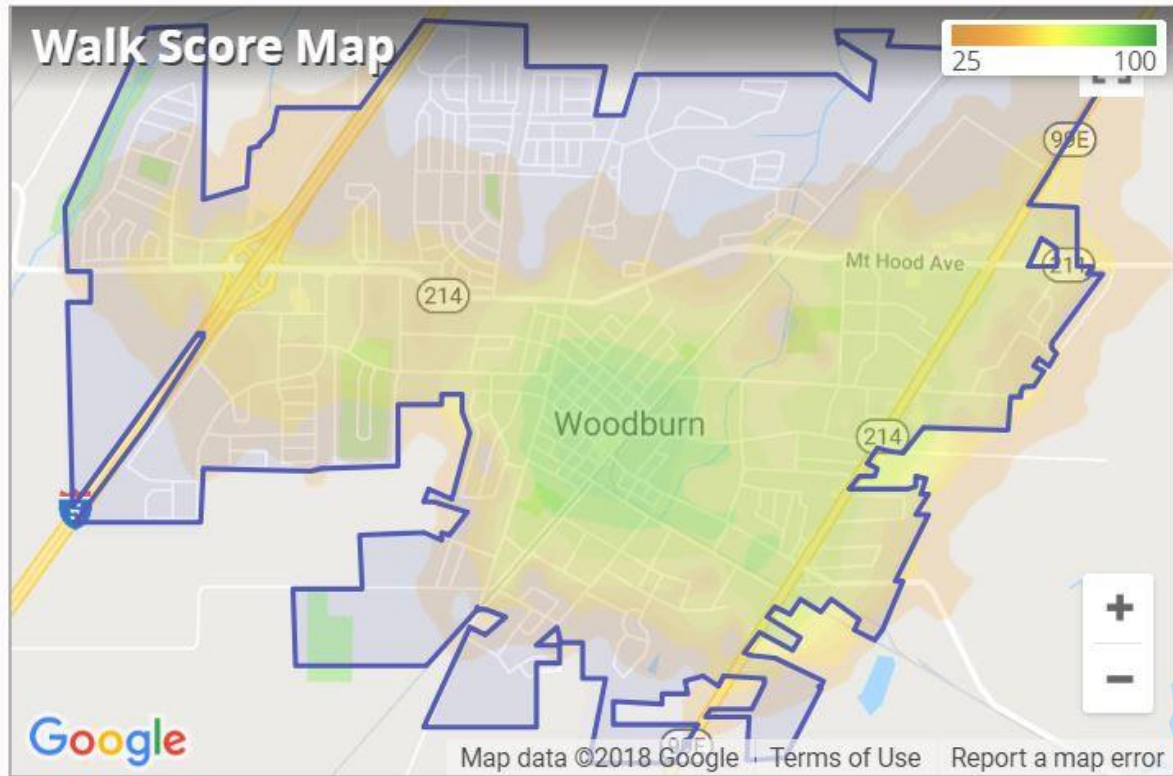 Walk Score Map
25 100
99E
Mt Hood Ave
214
214
Woodburn
214
5
99E
+
−
Google
Map data ©2018 Google Terms of Use Report a map error